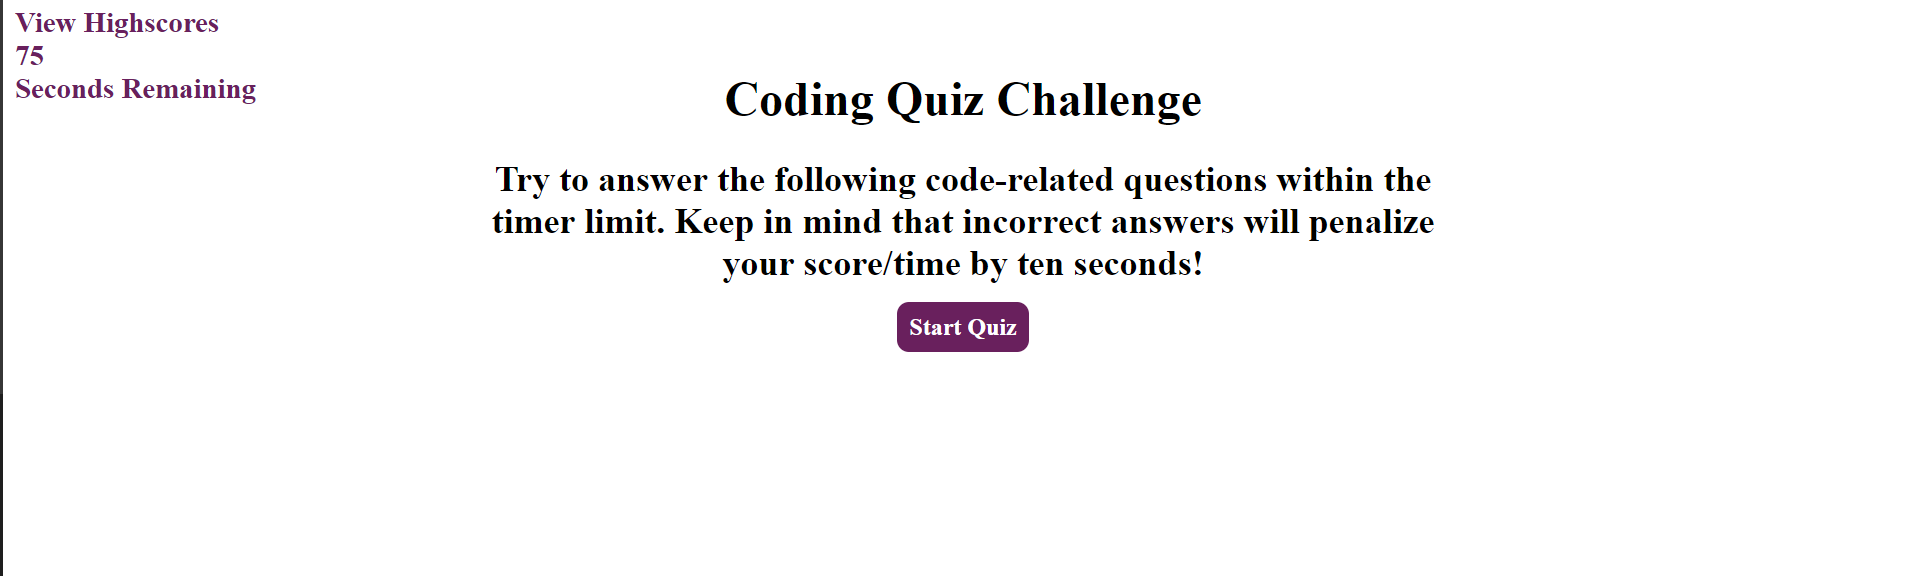 View Highscores
75
Seconds Remaining
Coding Quiz Challenge
Try to answer the following code-related questions within the
timer limit. Keep in mind that incorrect answers will penalize
your score/time by ten seconds!
Start Quiz